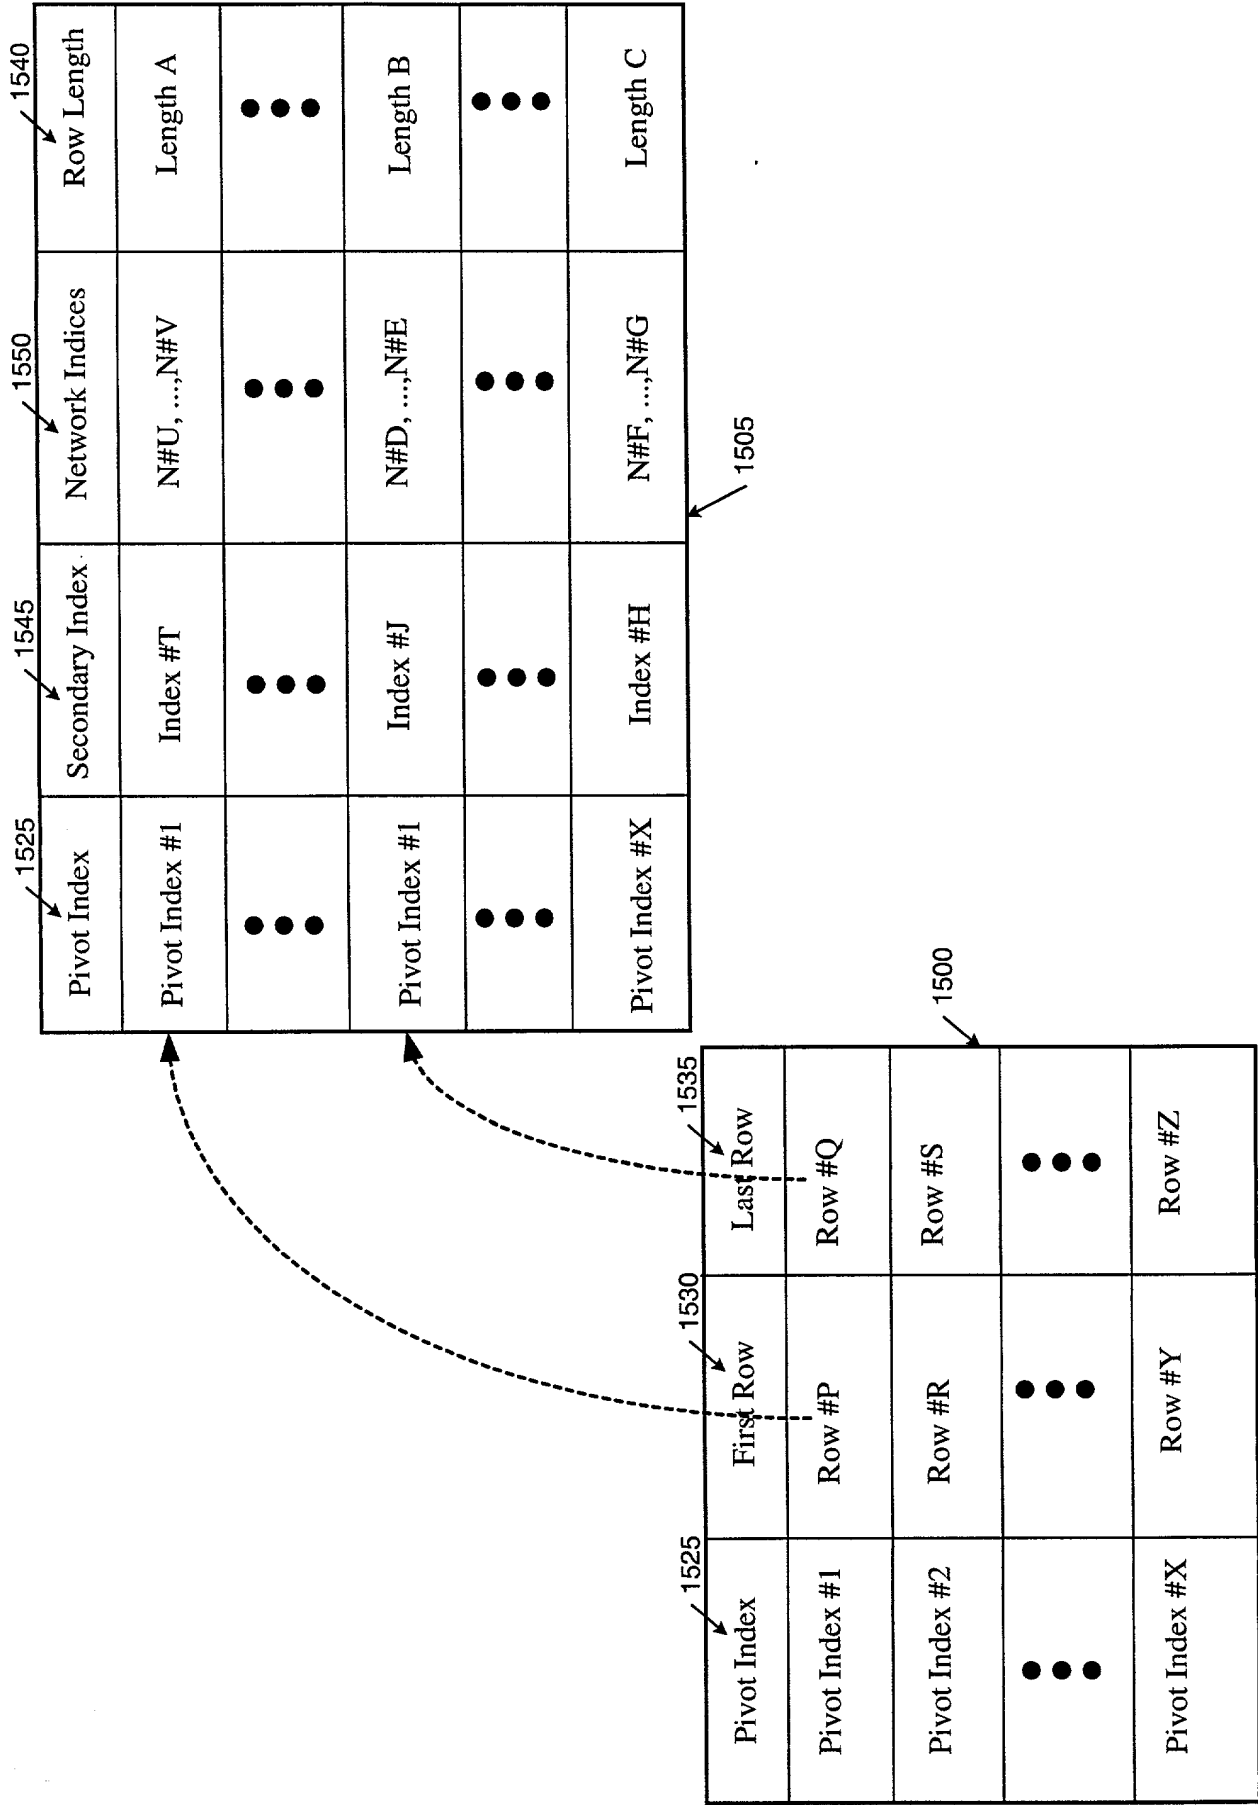 1525
1545
1550
1540
Pivot Index Secondary Index Network Indices Row Length
Pivot Index #1 Index #T N#U, ...,N#V Length A
Pivot Index #1 Index #J N#D, ...,N#E Length B
Pivot Index #X Index #H N#F, ...,N#G Length C
1505
1525
1530
1535
1500
Pivot Index First Row Last Row
Pivot Index #1 Row #P Row #Q
Pivot Index #2 Row #R Row #S
Pivot Index #X Row #Y Row #Z